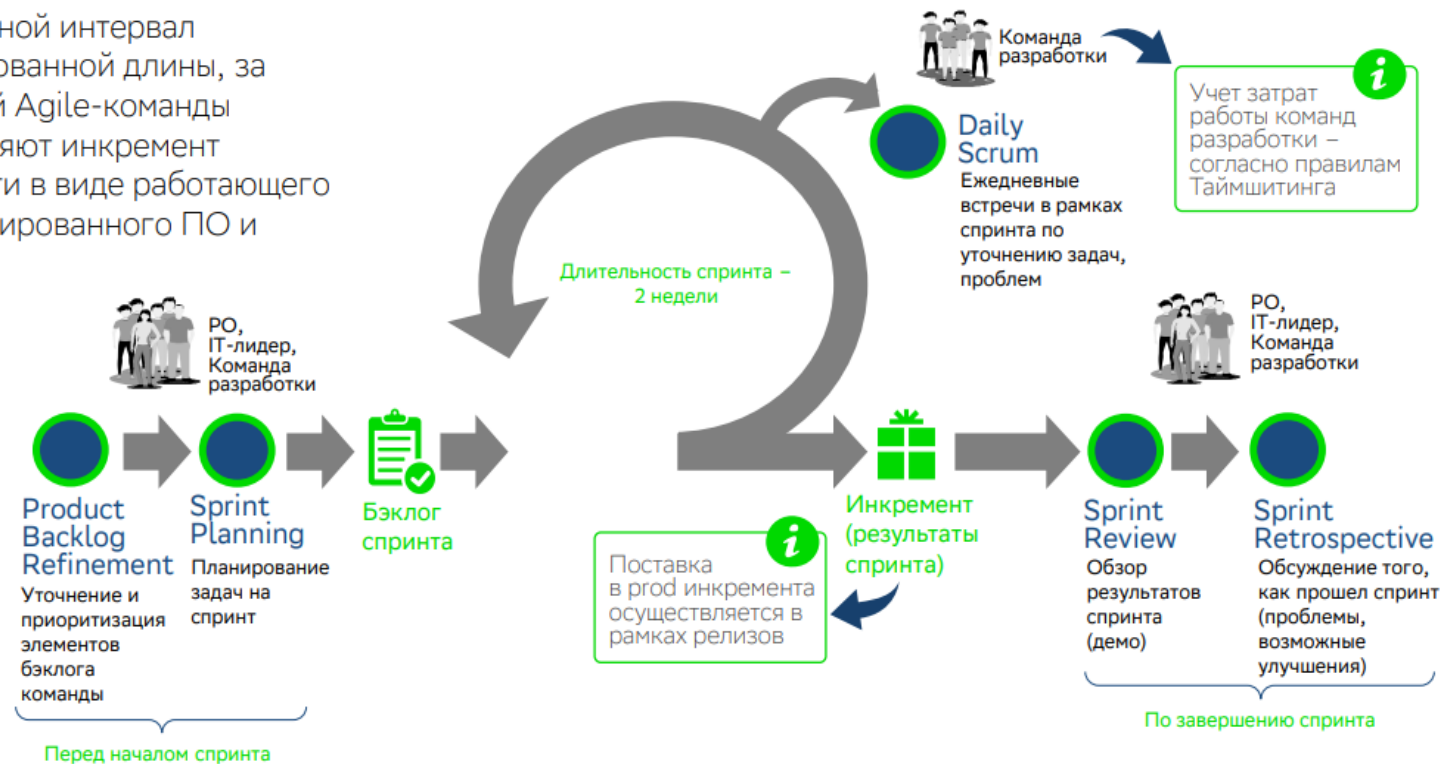 ной интервал
ованной длины, за
й Agile-команды
яют инкремент
ти в виде работающего
ированного ПО и
Команда
разработки
Учет затрат
работы команд
разработки –
согласно правилам
Таймшитинга
Daily
Scrum
Ежедневные
встречи в рамках
спринта по
уточнению задач,
проблем
Длительность спринта –
2 недели
РО,
IT-лидер,
Команда
разработки
РО,
IT-лидер,
Команда
разработки
Product
Backlog
Refinement
Уточнение и
приоритизация
элементов
бэклога
команды
Sprint
Planning
Планирование
задач на
спринт
Бэклог
спринта
Перед началом спринта
Поставка
в prod инкремента
осуществляется в
рамках релизов
Инкремент
(результаты
спринта)
Sprint
Review
Обзор
результатов
спринта
(демо)
Sprint
Retrospective
Обсуждение того,
как прошел спринт
(проблемы,
возможные
улучшения)
По завершению спринта